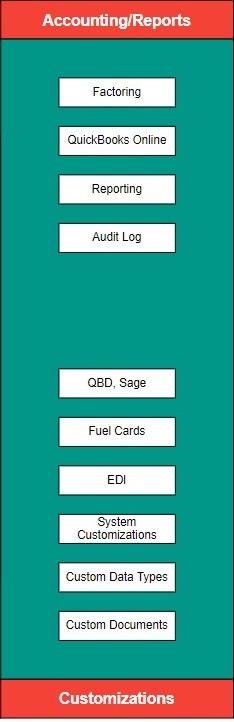 Accounting/Reports
Factoring
QuickBooks Online
Reporting
Audit Log
QBD, Sage
Fuel Cards
EDI
System
Customizations
Custom Data Types
Custom Documents
Customizations